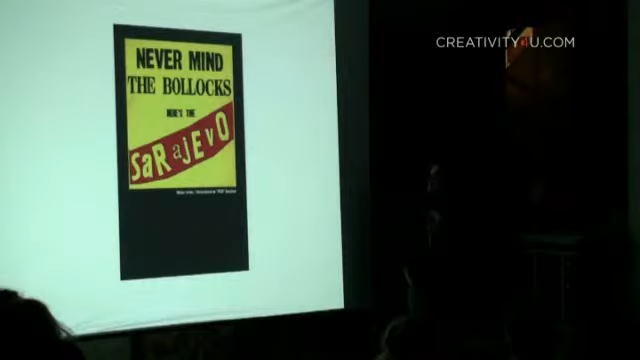 CREATIVITY4U.COM
NEVER MIND
THE BOLLOCKS
HERE'S THE
SaRajEvO